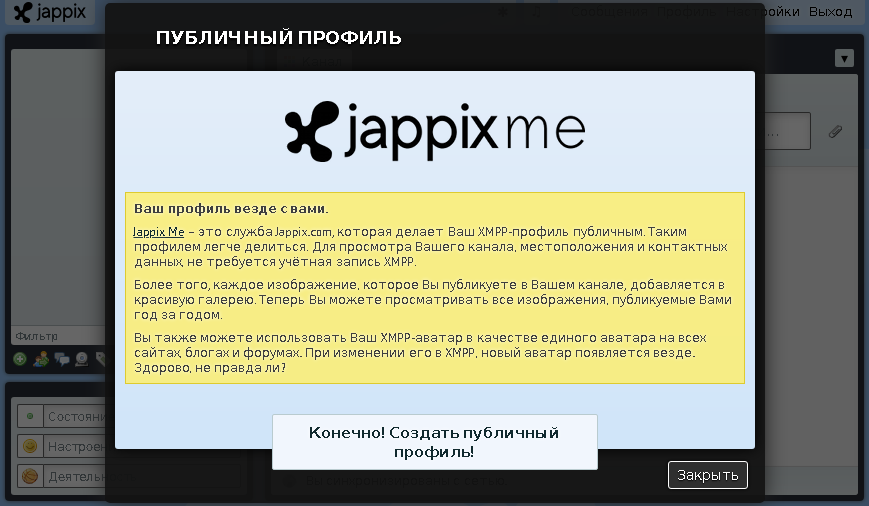 jappix
Настройки Выход
ПУБЛИЧНЫЙ ПРОФИЛЬ
jappix me
Ваш профиль везде с вами.
Jappix Me – это служба Jappix.com, которая делает Ваш XMPP-профиль публичным. Таким
профилем легче делиться. Для просмотра Вашего канала, местоположения и контактных
данных, не требуется учётная запись XMPP.
Более того, каждое изображение, которое Вы публикуете в Вашем канале, добавляется в
красивую галерею. Теперь Вы можете просматривать все изображения, публикуемые Вами
год за годом.
Вы также можете использовать Ваш XMPP-аватар в качестве единого аватара на всех
сайтах, блогах и форумах. При изменении его в XMPP, новый аватар появляется везде.
Здорово, не правда ли?
Фильтр
Состояни
Настроен
Деятельн
Конечно! Создать публичный
профиль!
Закрыть